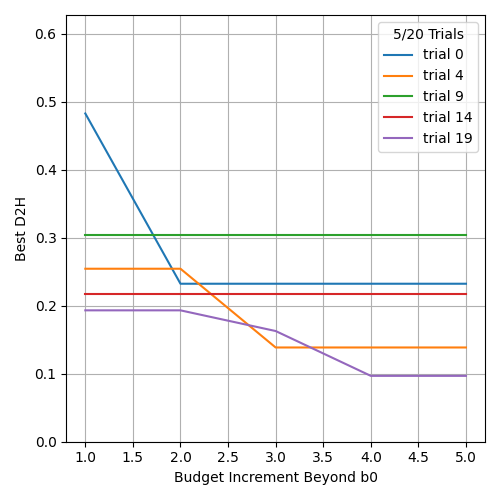 5/20 Trials
trial 0
trial 4
trial 9
trial 14
trial 19
Best D2H
0.6
0.5
0.4
0.3
0.2
0.1
0.0
1.0 1.5 2.0 2.5 3.0 3.5 4.0 4.5 5.0
Budget Increment Beyond b0